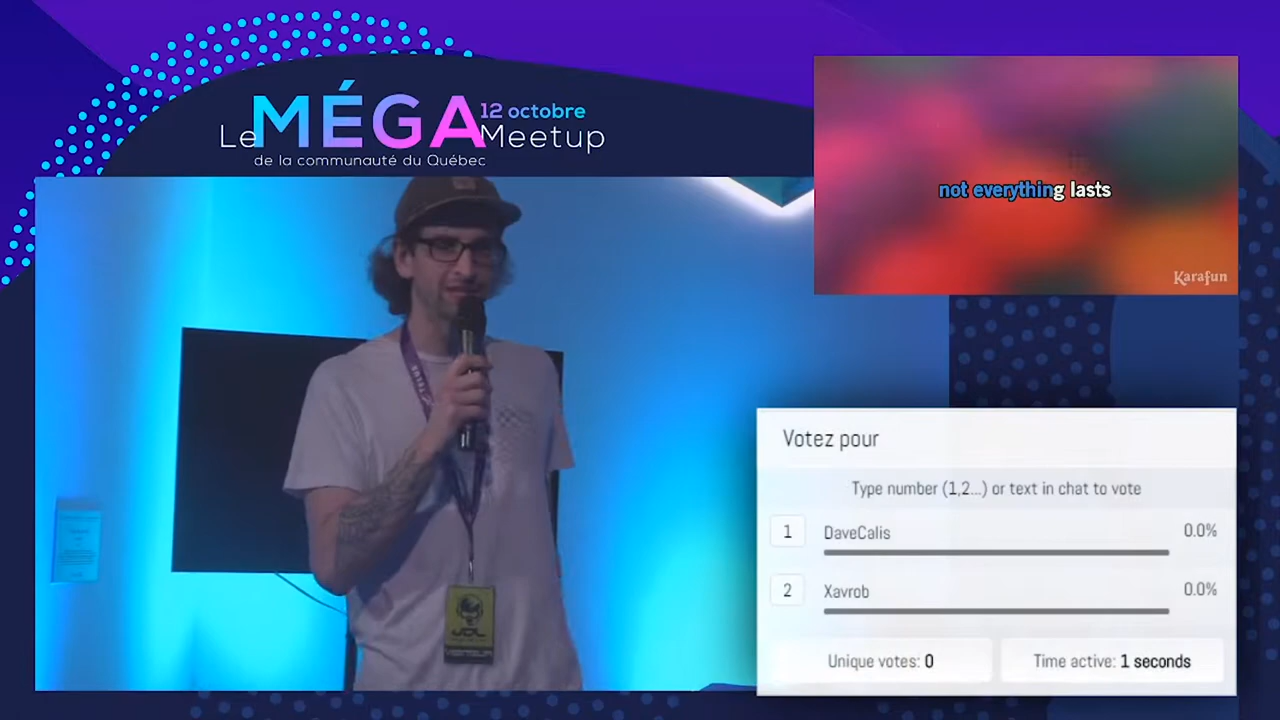 Le MÉGA Meetup
12 octobre
de la communauté du Québec
not everything lasts
Karafun
JDL
Votez pour
Type number (1,2...) or text in chat to vote
1 DaveCalis 0.0%
2 Xavrob 0.0%
Unique votes: 0 Time active: 1 seconds